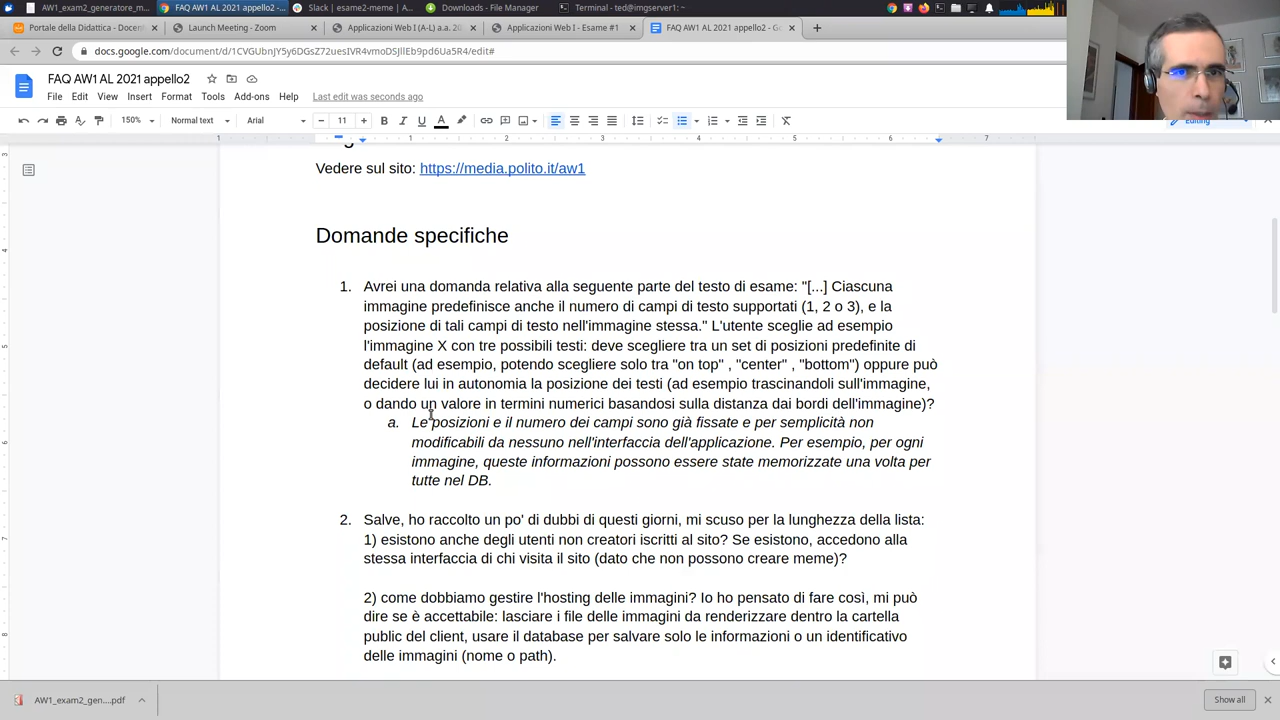 AW1_exam2_generatore_m...
FAQ AW1 AL 2021 appello2 -...
Slack | esame2-meme | A...
Downloads - File Manager
Terminal - ted@ingserver1: ~
Portale della Didattica - Docen
Launch Meeting - Zoom
Applicazioni Web I (A-L) a.a. 20
Applicazioni Web I - Esame #1
FAQ AW1 AL 2021 appello2 - Go
docs.google.com/document/d/1CVGUbnJY5y6DGsZ72uesIVR4vmoDSJllEb9pd6Ua5R4/edit#
FAQ AW1 AL 2021 appello2
File Edit View Insert Format Tools Add-ons Help Last edit was seconds ago
150% Normal text Arial 11 Editing
Vedere sul sito: https://media.polito.it/aw1
Domande specifiche
1. Avrei una domanda relativa alla seguente parte del testo di esame: "[...] Ciascuna
immagine predefinisce anche il numero di campi di testo supportati (1, 2 o 3), e la
posizione di tali campi di testo nell'immagine stessa." L'utente sceglie ad esempio
l'immagine X con tre possibili testi: deve scegliere tra un set di posizioni predefinite di
default (ad esempio, potendo scegliere solo tra "on top" , "center" , "bottom") oppure può
decidere lui in autonomia la posizione dei testi (ad esempio trascinandoli sull'immagine,
o dando un valore in termini numerici basandosi sulla distanza dai bordi dell'immagine)?
a. Le posizioni e il numero dei campi sono già fissate e per semplicità non
modificabili da nessuno nell'interfaccia dell'applicazione. Per esempio, per ogni
immagine, queste informazioni possono essere state memorizzate una volta per
tutte nel DB.
2. Salve, ho raccolto un po' di dubbi di questi giorni, mi scuso per la lunghezza della lista:
1) esistono anche degli utenti non creatori iscritti al sito? Se esistono, accedono alla
stessa interfaccia di chi visita il sito (dato che non possono creare meme)?
2) come dobbiamo gestire l'hosting delle immagini? Io ho pensato di fare così, mi può
dire se è accettabile: lasciare i file delle immagini da renderizzare dentro la cartella
public del client, usare il database per salvare solo le informazioni o un identificativo
delle immagini (nome o path).
AW1_exam2_gen....pdf
Show all